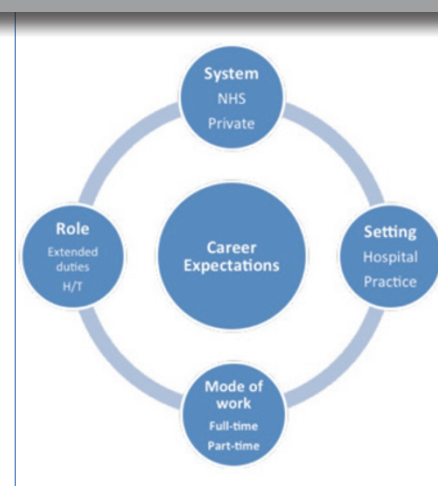 System
NHS
Private
Role
Extended
duties
H/T
Career
Expectations
Setting
Hospital
Practice
Mode of
work
Full-time
Part-time